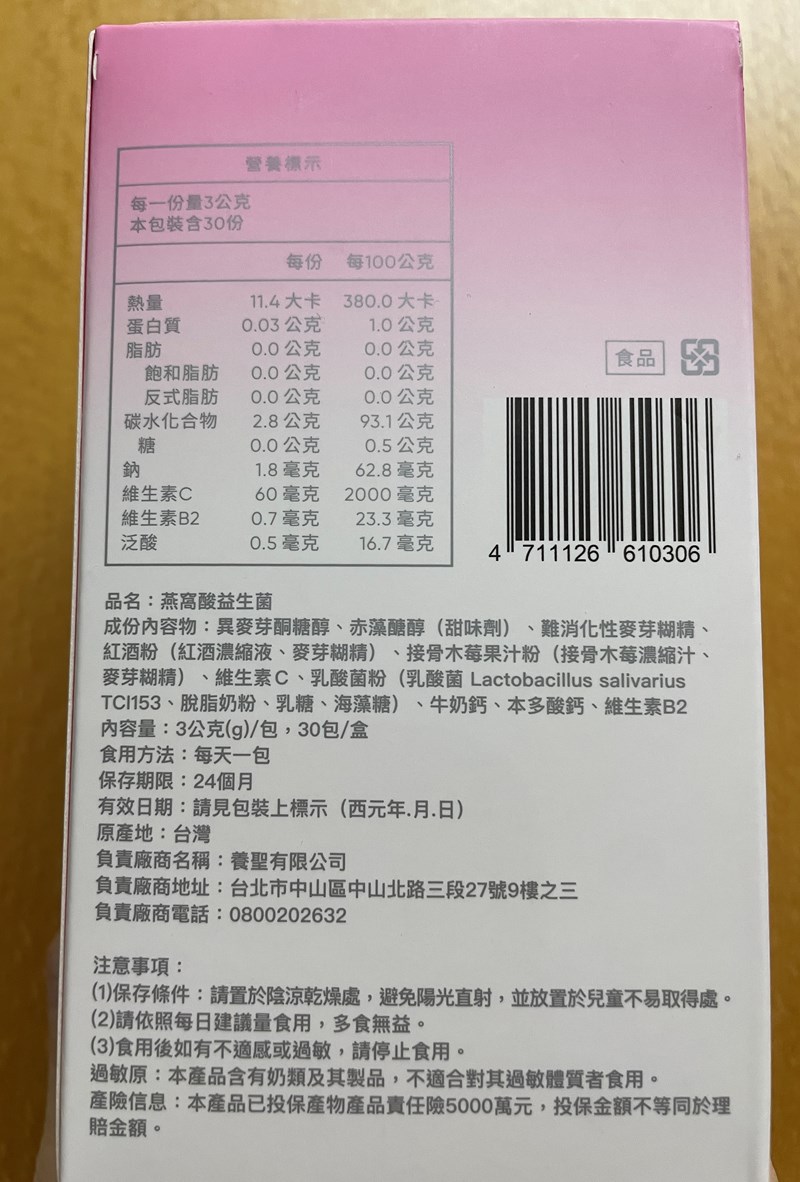 營養標示
每一份量3公克
本包裝含30份
每份 每100公克
熱量 11.4 大卡 380.0 大卡
蛋白質 0.03 公克 1.0 公克
脂肪 0.0 公克 0.0 公克
飽和脂肪 0.0 公克 0.0 公克
反式脂肪 0.0 公克 0.0 公克
碳水化合物 2.8 公克 93.1 公克
糖 0.0 公克 0.5 公克
鈉 1.8 毫克 62.8 毫克
維生素C 60 毫克 2000 毫克
維生素B2 0.7 毫克 23.3 毫克
泛酸 0.5 毫克 16.7 毫克
食品
4 711126 610306
品名：燕窩酸益生菌
成份內容物：異麥芽酮糖醇、赤藻醣醇（甜味劑）、難消化性麥芽糊精、
紅酒粉（紅酒濃縮液、麥芽糊精）、接骨木莓果汁粉（接骨木莓濃縮汁、
麥芽糊精）、維生素C、乳酸菌粉（乳酸菌 Lactobacillus salivarius
TCI153、脫脂奶粉、乳糖、海藻糖）、牛奶鈣、本多酸鈣、維生素B2
內容量：3公克(g)/包，30包/盒
食用方法：每天一包
保存期限：24個月
有效日期：請見包裝上標示（西元年.月.日）
原產地：台灣
負責廠商名稱：養聖有限公司
負責廠商地址：台北市中山區中山北路三段27號9樓之三
負責廠商電話：0800202632
注意事項：
(1)保存條件：請置於陰涼乾燥處，避免陽光直射，並放置於兒童不易取得處。
(2)請依照每日建議量食用，多食無益。
(3)食用後如有不適感或過敏，請停止食用。
過敏原：本產品含有奶類及其製品，不適合對其過敏體質者食用。
產險信息：本產品已投保產物產品責任險5000萬元，投保金額不等同於理
賠金額。